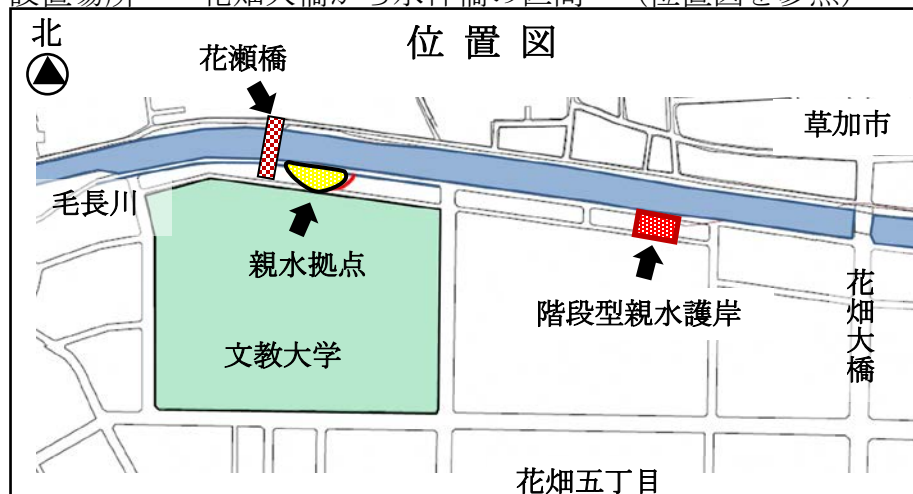 位置図
北
花瀬橋
草加市
毛長川
親水拠点
階段型親水護岸
花畑大橋
文教大学
花畑五丁目